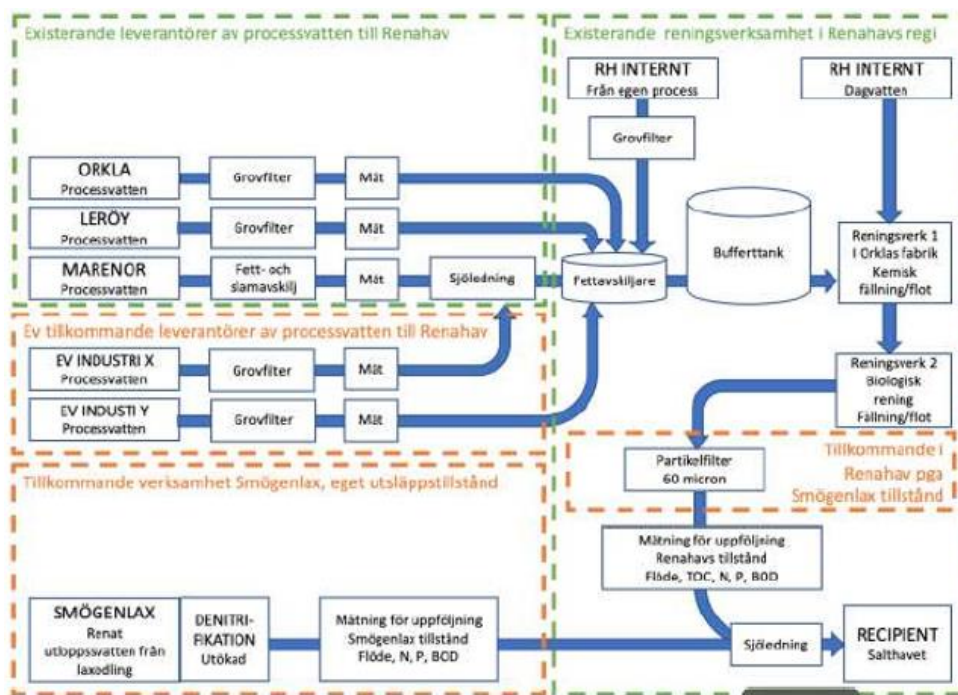 Existerande leverantörer av processvatten till Renahav
Existerande reningsverksamhet i Renahavs regi
RH INTERNT
Från egen process
RH INTERNT
Dagvatten
Grovfilter
ORKLA
Processvatten
Grovfilter
Mät
LERÖY
Processvatten
Grovfilter
Mät
MARENOR
Processvatten
Fett- och
slamavskilj
Mät
Sjöledning
Fettavskiljare
Bufferttank
Reningsverk 1
I Orklas fabrik
Kemisk
fällning/flot
Ev tillkommande leverantörer av processvatten till Renahav
EV INDUSTRI X
Processvatten
Grovfilter
Mät
EV INDUSTI Y
Processvatten
Grovfilter
Mät
Reningsverk 2
Biologisk
rening
Fällning/flot
Partikelfilter
60 micron
Tillkommande i
Renahav pga
Smögenlax tillstånd
Tillkommande verksamhet Smögenlax, eget utsläppstillstånd
Mätning för uppföljning
Renahavs tillstånd
Flöde, TOC, N, P, BOD
SMÖGENLAX
Renat
utloppsvatten från
laxodling
DENITRI-
FIKATION
Utökad
Mätning för uppföljning
Smögenlax tillstånd
Flöde, N, P, BOD
Sjöledning
RECIPIENT
Salthavet